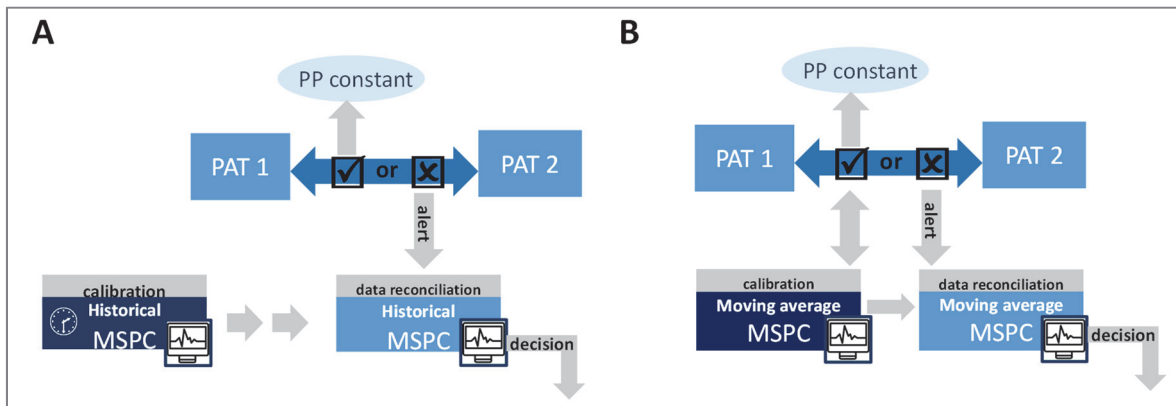 A
PP constant
PAT 1
or
PAT 2
alert
calibration
Historical
MSPC
data reconciliation
Historical
MSPC
decision
B
PP constant
PAT 1
or
PAT 2
alert
calibration
Moving average
MSPC
data reconciliation
Moving average
MSPC
decision